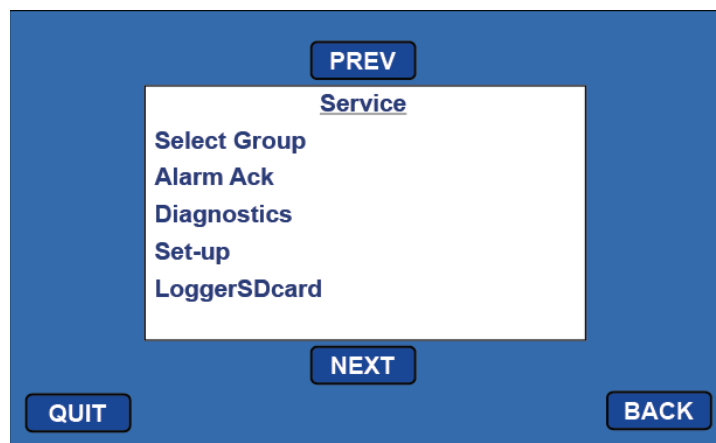 PREV
Service
Select Group
Alarm Ack
Diagnostics
Set-up
LoggerSDcard
NEXT
QUIT
BACK